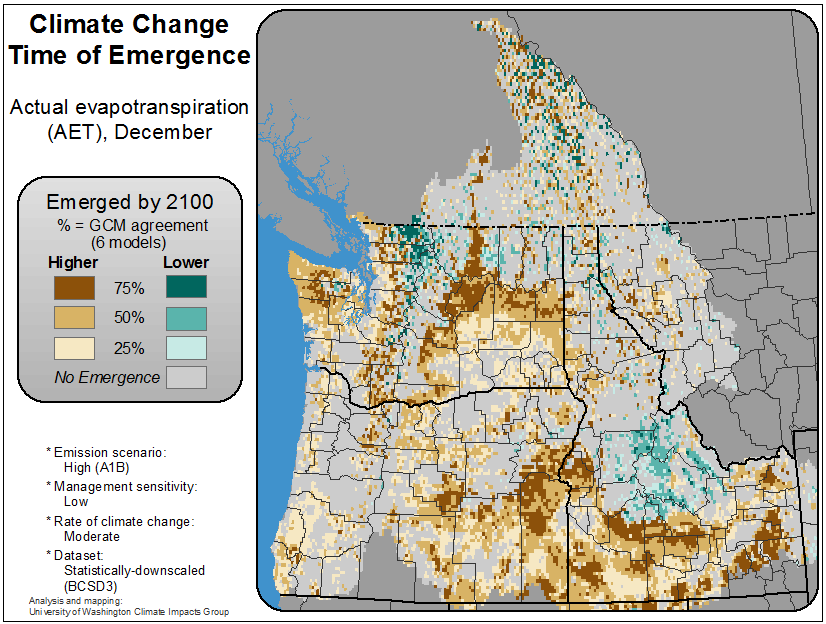 Climate Change
Time of Emergence
Actual evapotranspiration
(AET), December
Emerged by 2100
% = GCM agreement
(6 models)
Higher Lower
75%
50%
25%
No Emergence
* Emission scenario:
High (A1B)
* Management sensitivity:
Low
* Rate of climate change:
Moderate
* Dataset:
Statistically-downscaled
(BCSD3)
Analysis and mapping:
University of Washington Climate Impacts Group